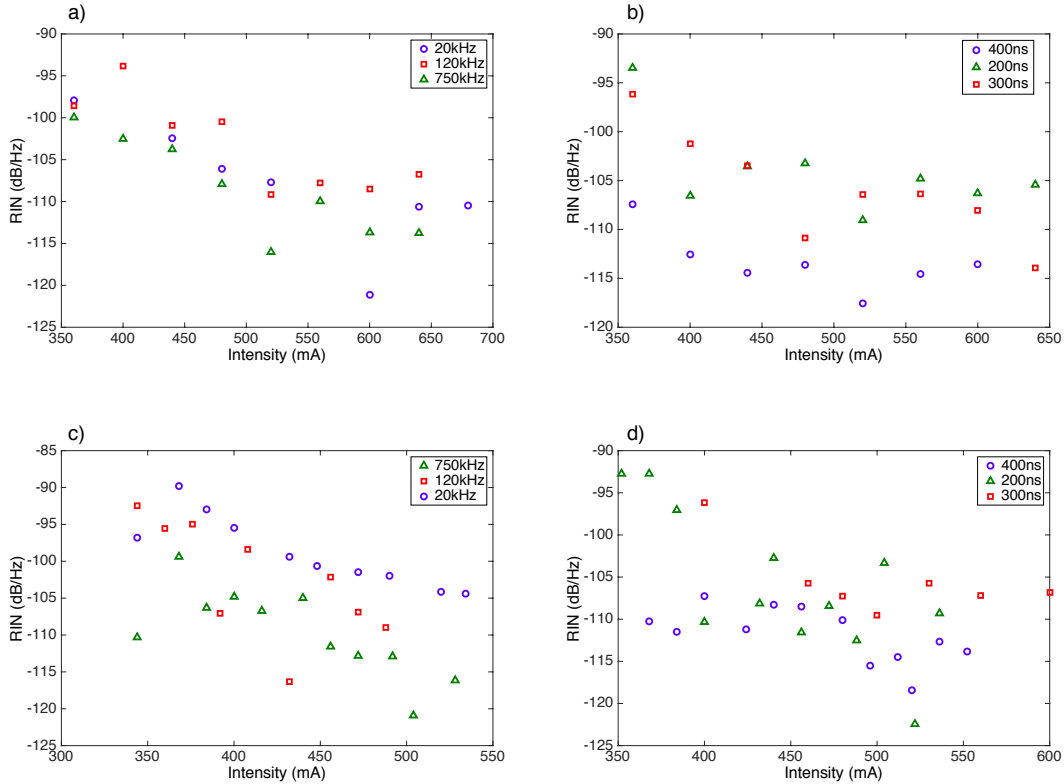 a)
-90
-95
-100
-105
-110
-115
-120
-125
RIN (dB/Hz)
350 400 450 500 550 600 650 700
Intensity (mA)
20kHz
120kHz
750kHz
b)
-90
-95
-100
-105
-110
-115
-120
RIN (dB/Hz)
350 400 450 500 550 600 650
Intensity (mA)
400ns
200ns
300ns
c)
-85
-90
-95
-100
-105
-110
-115
-120
-125
RIN (dB/Hz)
300 350 400 450 500 550
Intensity (mA)
750kHz
120kHz
20kHz
d)
-90
-95
-100
-105
-110
-115
-120
-125
RIN (dB/Hz)
350 400 450 500 550 600
Intensity (mA)
400ns
200ns
300ns